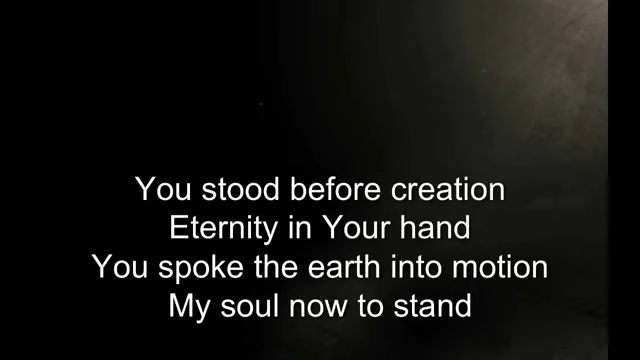 You stood before creation
Eternity in Your hand
You spoke the earth into motion
My soul now to stand